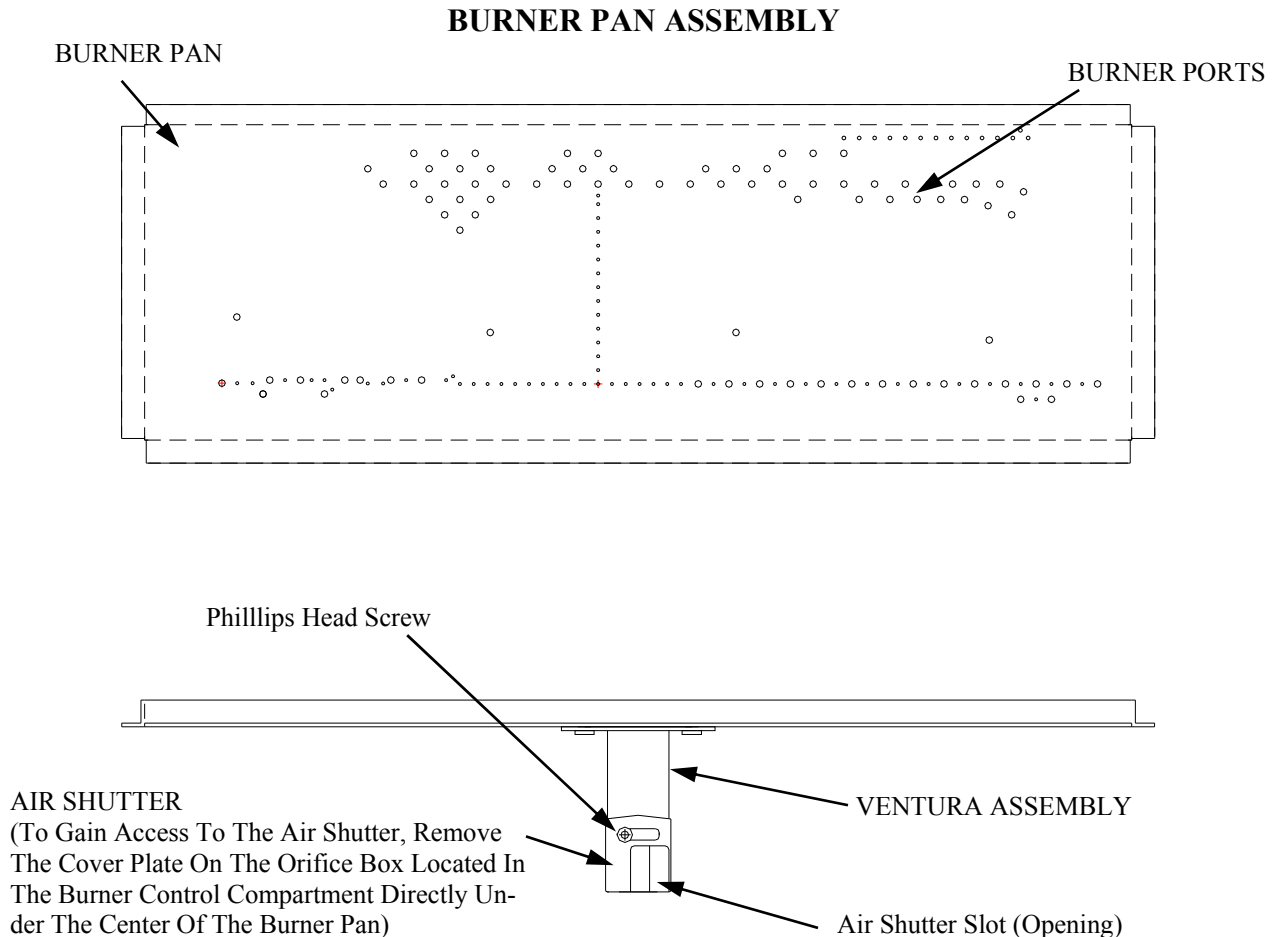 BURNER PAN ASSEMBLY
BURNER PAN
BURNER PORTS
Philllips Head Screw
AIR SHUTTER
(To Gain Access To The Air Shutter, Remove
The Cover Plate On The Orifice Box Located In
The Burner Control Compartment Directly Un-
der The Center Of The Burner Pan)
VENTURA ASSEMBLY
Air Shutter Slot (Opening)